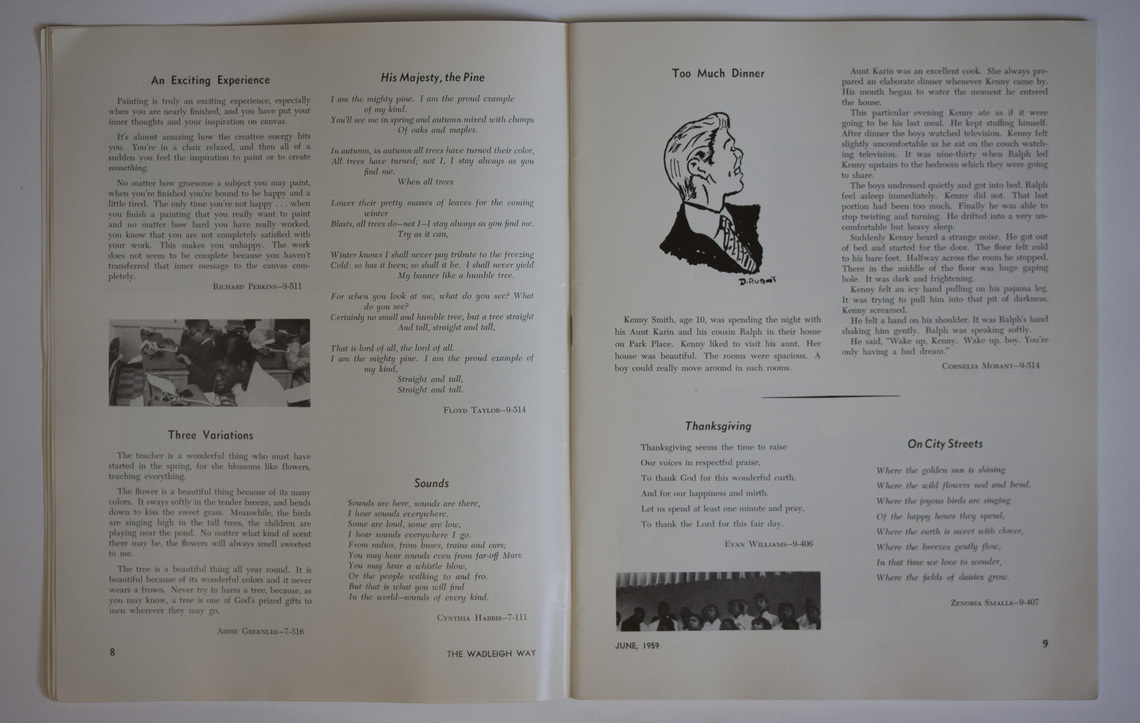 An Exciting Experience
Painting is truly an exciting experience, especially
when you are nearly finished, and you have put your
inner thoughts and your inspiration on canvas.
It's almost amazing how the creative energy hits
you. You're in a chair relaxed, and then all of a
sudden you feel the inspiration to paint or to create
something.
No matter how gruesome a subject you may paint,
when you're finished you're bound to be happy and a
little tired. The only time you're not happy . . . when
you finish a painting that you really want to paint
and no matter how hard you have really worked,
you know that you are not completely satisfied with
your work. This makes you unhappy. The work
does not seem to be complete because you haven't
transferred that inner message to the canvas com-
pletely.
RICHARD PERKINS—9-511
Three Variations
The teacher is a wonderful thing who must have
started in the spring, for she blossoms like flowers,
teaching everything.
The flower is a beautiful thing because of its many
colors. It sways softly in the tender breeze, and bends
down to kiss the sweet grass. Meanwhile, the birds
are singing high in the tall trees, the children are
playing near the pond. No matter what kind of scent
there may be, the flowers will always smell sweetest
to me.
The tree is a beautiful thing all year round. It is
beautiful because of its wonderful colors and it never
wears a frown. Never try to harm a tree, because, as
you may know, a tree is one of God's prized gifts to
men wherever they may go.
ADDIE GREENLEE—7-316
8
His Majesty, the Pine
I am the mighty pine. I am the proud example
of my kind.
You'll see me in spring and autumn mixed with clumps
Of oaks and maples.
In autumn, in autumn all trees have turned their color,
All trees have turned; not I, I stay always as you
find me.
When all trees
Lower their pretty masses of leaves for the coming
winter
Blasts, all trees do—not I—I stay always as you find me.
Try as it can,
Winter knows I shall never pay tribute to the freezing
Cold: so has it been; so shall it be. I shall never yield
My banner like a humble tree.
For when you look at me, what do you see? What
do you see?
Certainly no small and humble tree, but a tree straight
And tall, straight and tall,
That is lord of all, the lord of all.
I am the mighty pine. I am the proud example of
my kind,
Straight and tall,
Straight and tall.
FLOYD TAYLOR—9-514
Sounds
Sounds are here, sounds are there,
I hear sounds everywhere.
Some are loud, some are low,
I hear sounds everywhere I go.
From radios, from buses, trains and cars;
You may hear sounds even from far-off Mars.
You may hear a whistle blow,
Or the people walking to and fro.
But that is what you will find
In the world—sounds of every kind.
CYNTHIA HARRIS—7-111
THE WADLEIGH WAY
Too Much Dinner
Kenny Smith, age 10, was spending the night with
his Aunt Karin and his cousin Ralph in their home
on Park Place. Kenny liked to visit his aunt. Her
house was beautiful. The rooms were spacious. A
boy could really move around in such rooms.
Aunt Karin was an excellent cook. She always pre-
pared an elaborate dinner whenever Kenny came by.
His mouth began to water the moment he entered
the house.
This particular evening Kenny ate as if it were
going to be his last meal. He kept stuffing himself.
After dinner the boys watched television. Kenny felt
slightly uncomfortable as he sat on the couch watch-
ing television. It was nine-thirty when Ralph led
Kenny upstairs to the bedroom which they were going
to share.
The boys undressed quietly and got into bed. Ralph
feel asleep immediately. Kenny did not. That last
portion had been too much. Finally he was able to
stop twisting and turning. He drifted into a very un-
comfortable but heavy sleep.
Suddenly Kenny heard a strange noise. He got out
of bed and started for the door. The floor felt cold
to his bare feet. Halfway across the room he stopped.
There in the middle of the floor was huge gaping
hole. It was dark and frightening.
Kenny felt an icy hand pulling on his pajama leg.
It was trying to pull him into that pit of darkness.
Kenny screamed.
He felt a hand on his shoulder. It was Ralph's hand
shaking him gently. Ralph was speaking softly.
He said, "Wake up, Kenny. Wake up, boy. You're
only having a bad dream."
CORNELIA MORANT—9-514
Thanksgiving
Thanksgiving seems the time to raise
Our voices in respectful praise,
To thank God for this wonderful earth,
And for our happiness and mirth.
Let us spend at least one minute and pray,
To thank the Lord for this fair day.
EVAN WILLIAMS—9-406
On City Streets
Where the golden sun is shining
Where the wild flowers nod and bend,
Where the joyous birds are singing
Of the happy hours they spend;
Where the earth is sweet with clover,
Where the breezes gently flow,
In that time we love to wonder,
Where the fields of daisies grow.
ZENOBIA SMALLS—9-407
JUNE, 1959
9